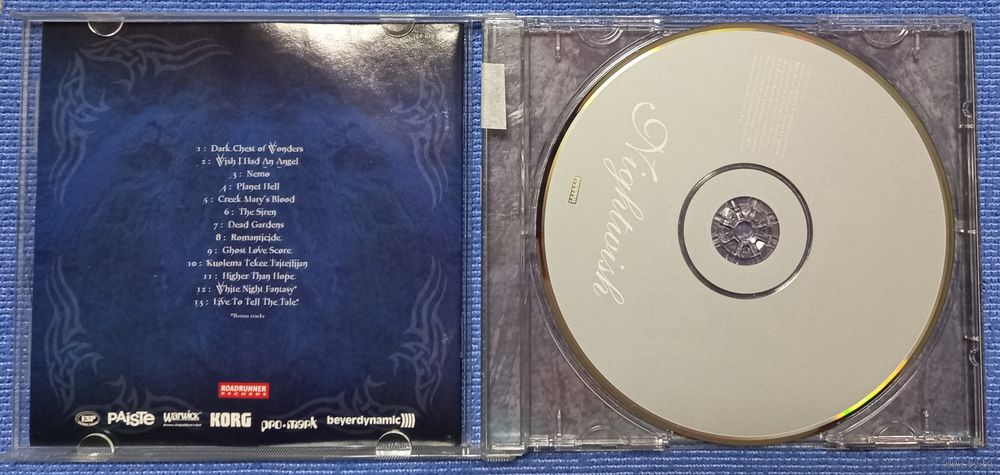 1 : Dark Chest of Wonders
2 : Wish I Had An Angel
3 : Nemo
4 : Planet Hell
5 : Creek Mary's Blood
6 : The Siren
7 : Dead Gardens
8 : Romanticide
9 : Ghost Love Score
10 : Kuolema Tekee Taiteilijan
11 : Higher Than Hope
12 : White Night Fantasy*
13 : Live To Tell The Tale*
*Bonus tracks
ROADRUNNER
RECORDS
ESP
PAiSTe
Warwick
KORG
pro·mark
beyerdynamic
Nightwish